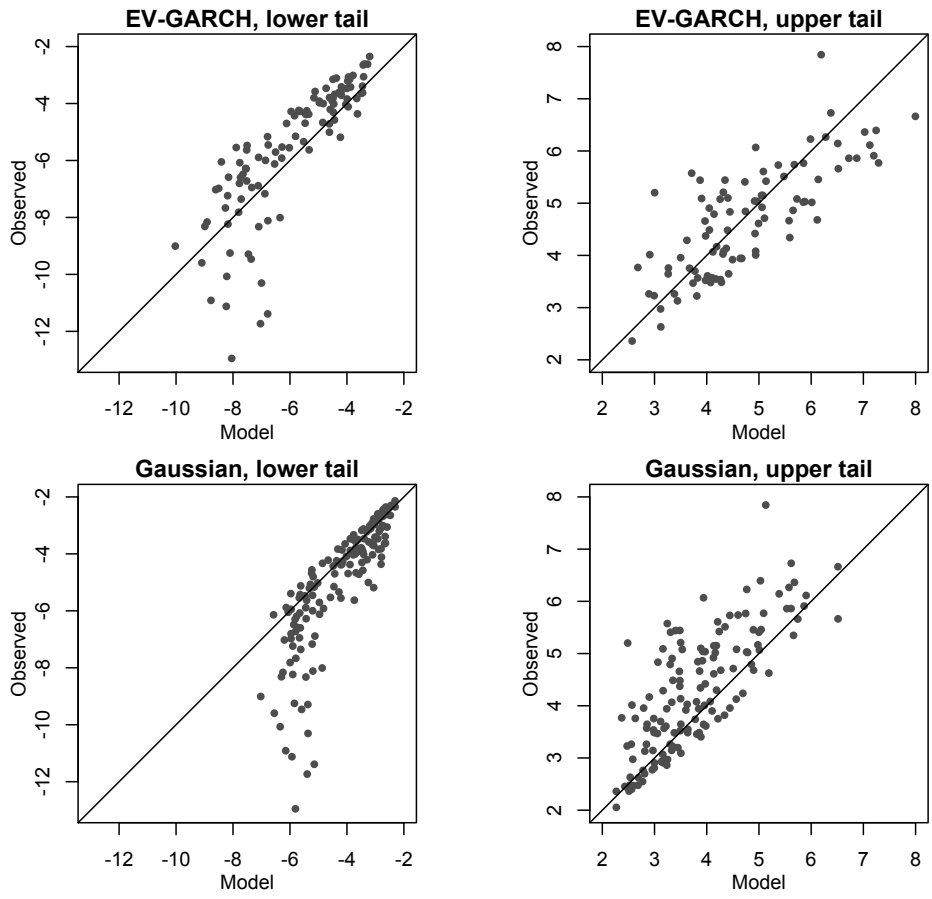 EV-GARCH, lower tail
Observed
-2
-4
-6
-8
-10
-12
-12 -10 -8 -6 -4 -2
Model
EV-GARCH, upper tail
Observed
8
7
6
5
4
3
2
2 3 4 5 6 7 8
Model
Gaussian, lower tail
Observed
-2
-4
-6
-8
-10
-12
-12 -10 -8 -6 -4 -2
Model
Gaussian, upper tail
Observed
8
7
6
5
4
3
2
2 3 4 5 6 7 8
Model